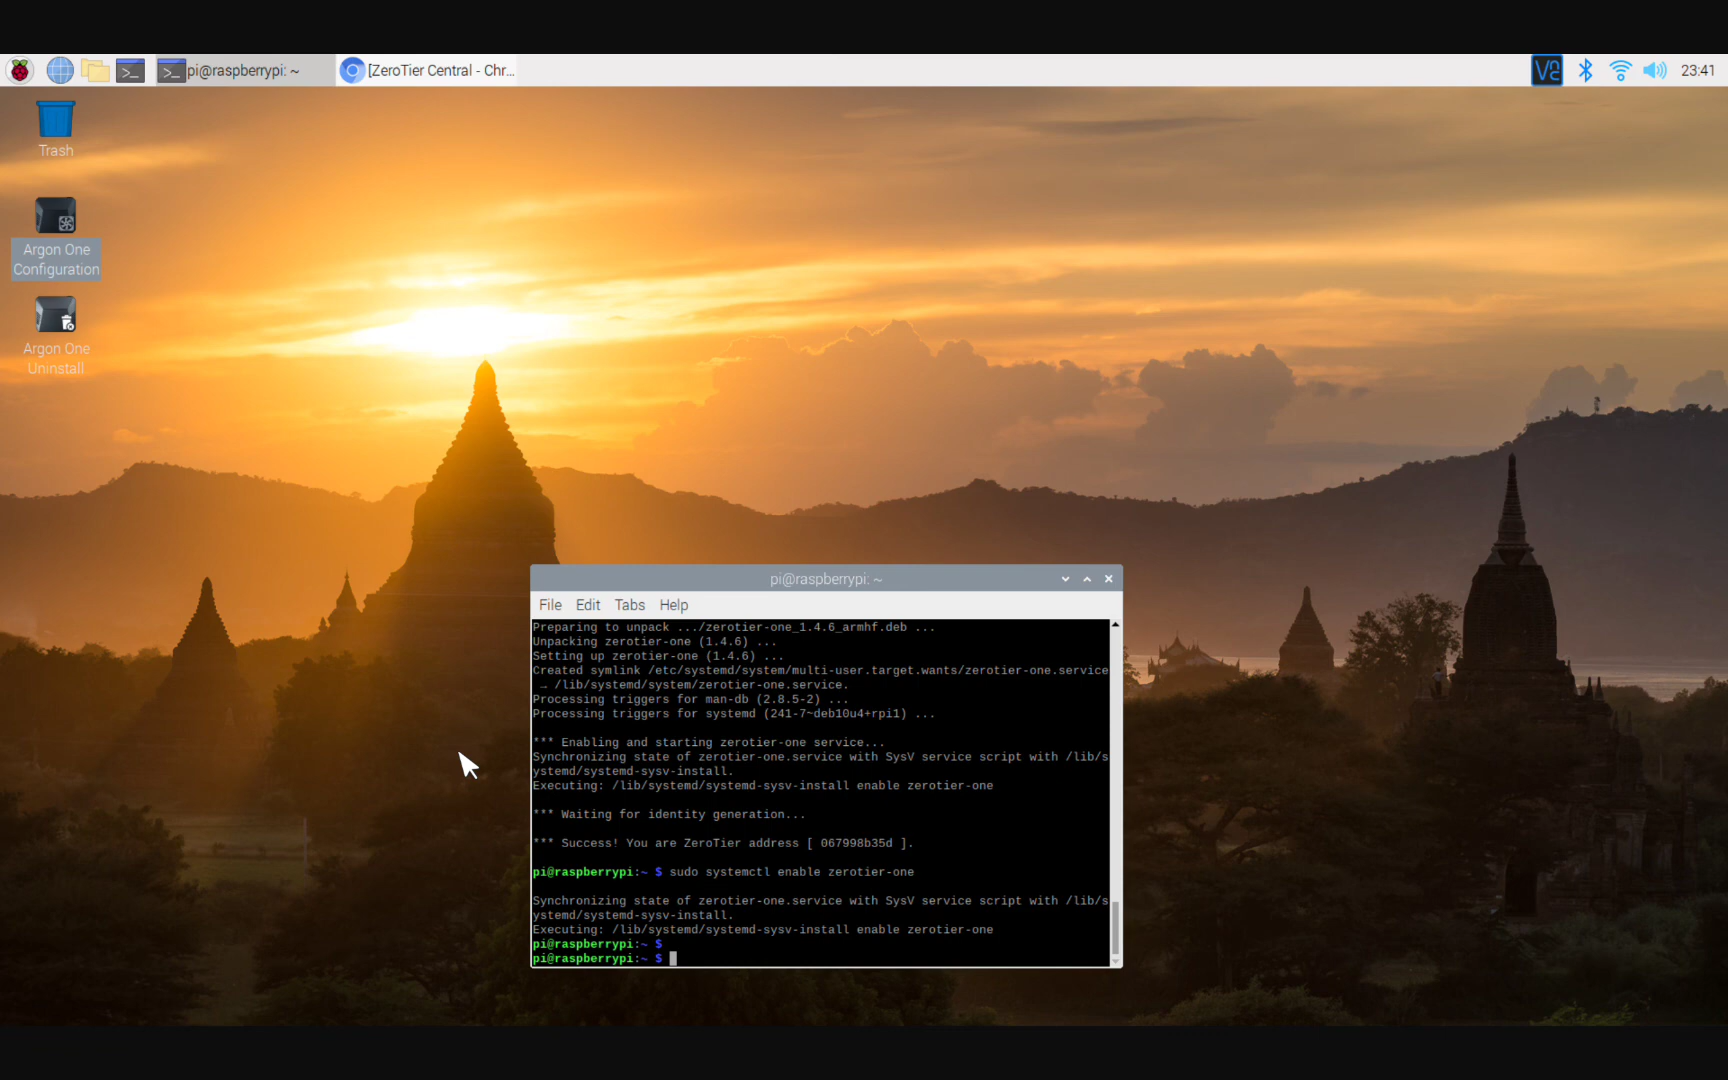 pi@raspberrypi: ~
[ZeroTier Central - Chr...
23:41
Trash
Argon One
Configuration
Argon One
Uninstall
pi@raspberrypi: ~
File Edit Tabs Help
Preparing to unpack .../zerotier-one_1.4.6_armhf.deb ...
Unpacking zerotier-one (1.4.6) ...
Setting up zerotier-one (1.4.6) ...
Created symlink /etc/systemd/system/multi-user.target.wants/zerotier-one.service
→ /lib/systemd/system/zerotier-one.service.
Processing triggers for man-db (2.8.5-2) ...
Processing triggers for systemd (241-7~deb10u4+rpi1) ...
*** Enabling and starting zerotier-one service...
Synchronizing state of zerotier-one.service with SysV service script with /lib/s
ystemd/systemd-sysv-install.
Executing: /lib/systemd/systemd-sysv-install enable zerotier-one
*** Waiting for identity generation...
*** Success! You are ZeroTier address [ 067998b35d ].
pi@raspberrypi:~ $ sudo systemctl enable zerotier-one
Synchronizing state of zerotier-one.service with SysV service script with /lib/s
ystemd/systemd-sysv-install.
Executing: /lib/systemd/systemd-sysv-install enable zerotier-one
pi@raspberrypi:~ $
pi@raspberrypi:~ $